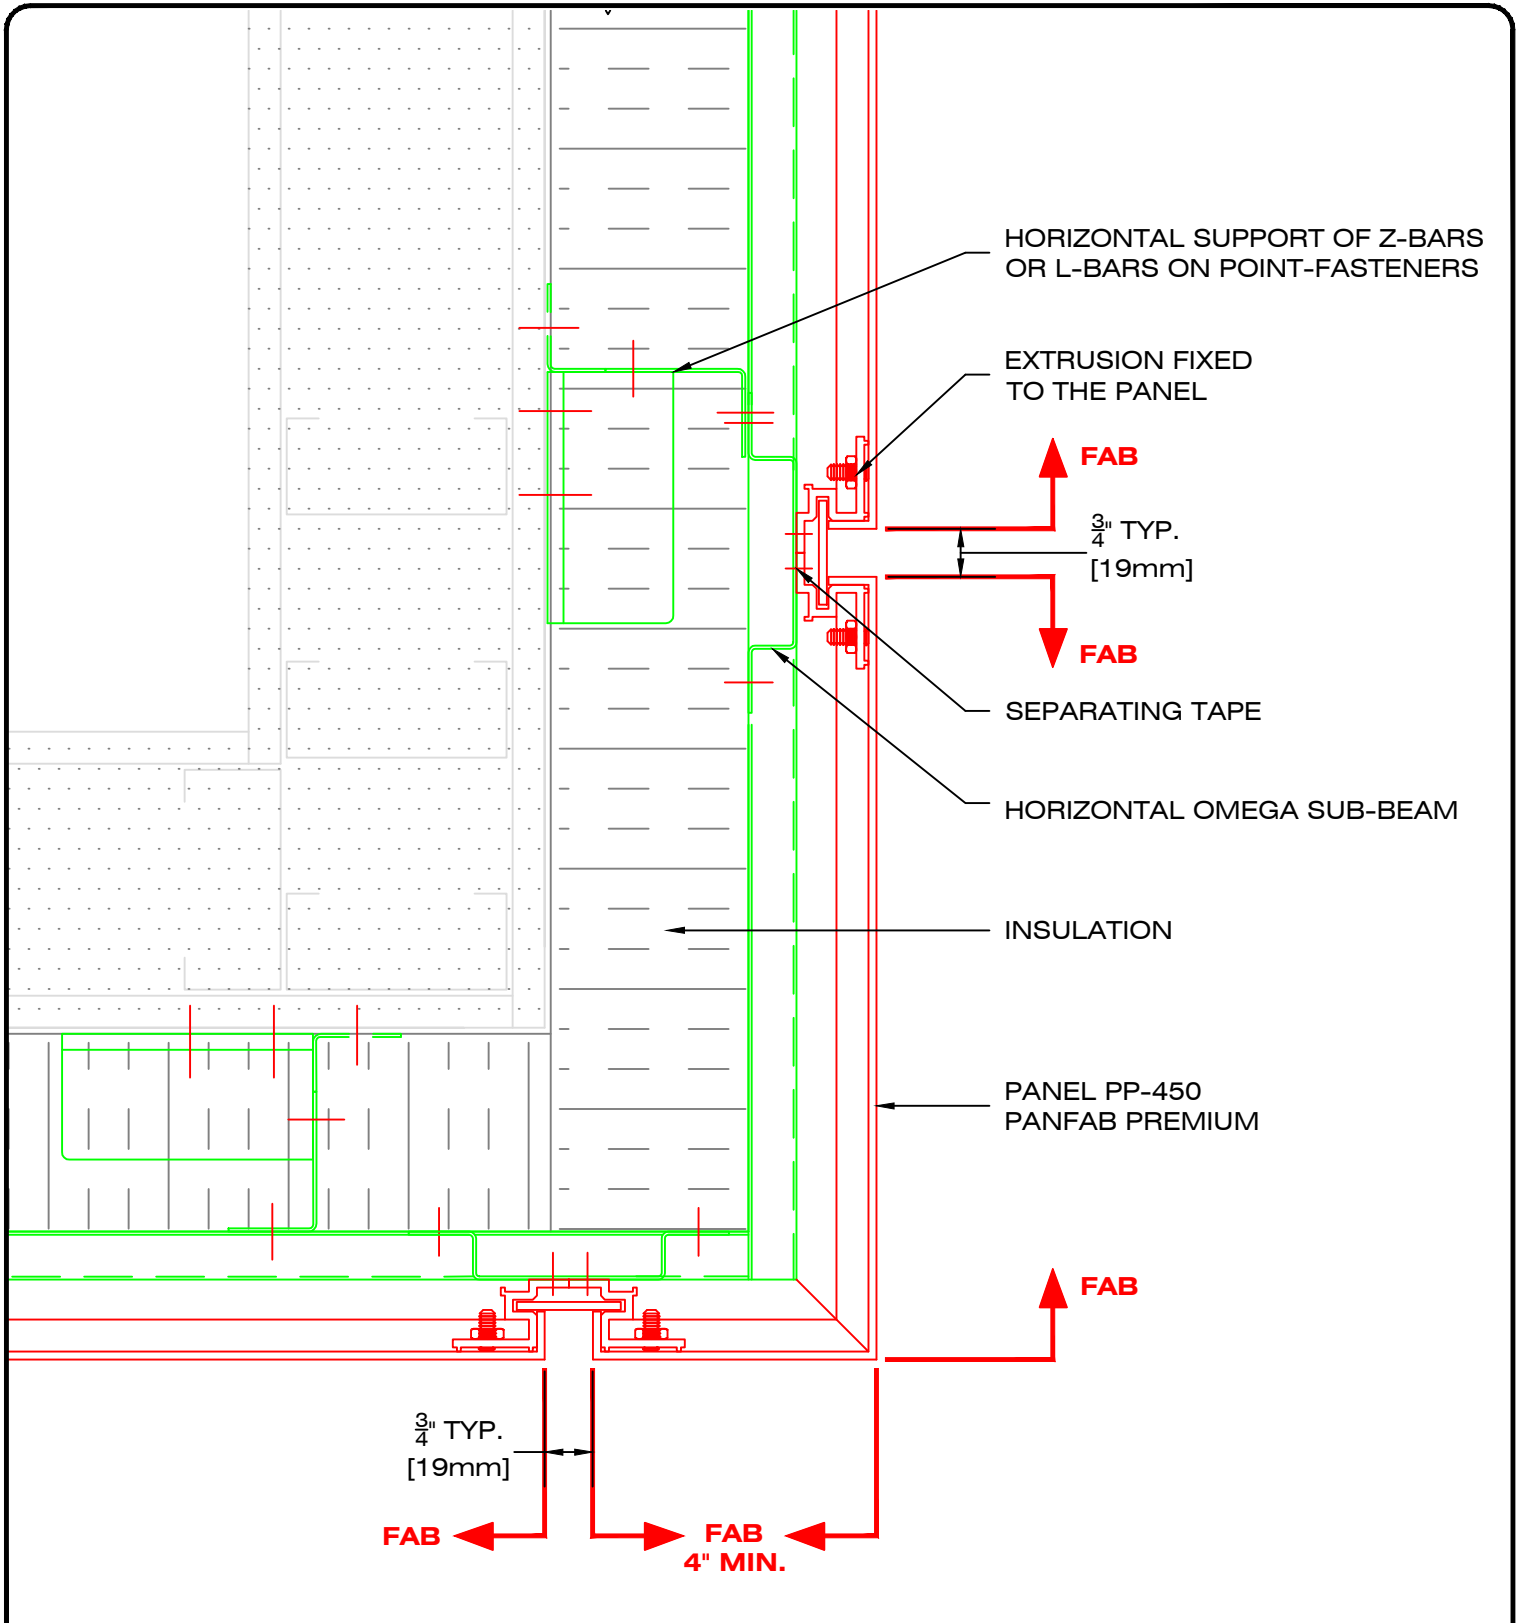 HORIZONTAL SUPPORT OF Z-BARS
OR L-BARS ON POINT-FASTENERS
EXTRUSION FIXED
TO THE PANEL
FAB
3/4" TYP.
[19mm]
FAB
SEPARATING TAPE
HORIZONTAL OMEGA SUB-BEAM
INSULATION
PANEL PP-450
PANFAB PREMIUM
FAB
3/4" TYP.
[19mm]
FAB
FAB
4" MIN.